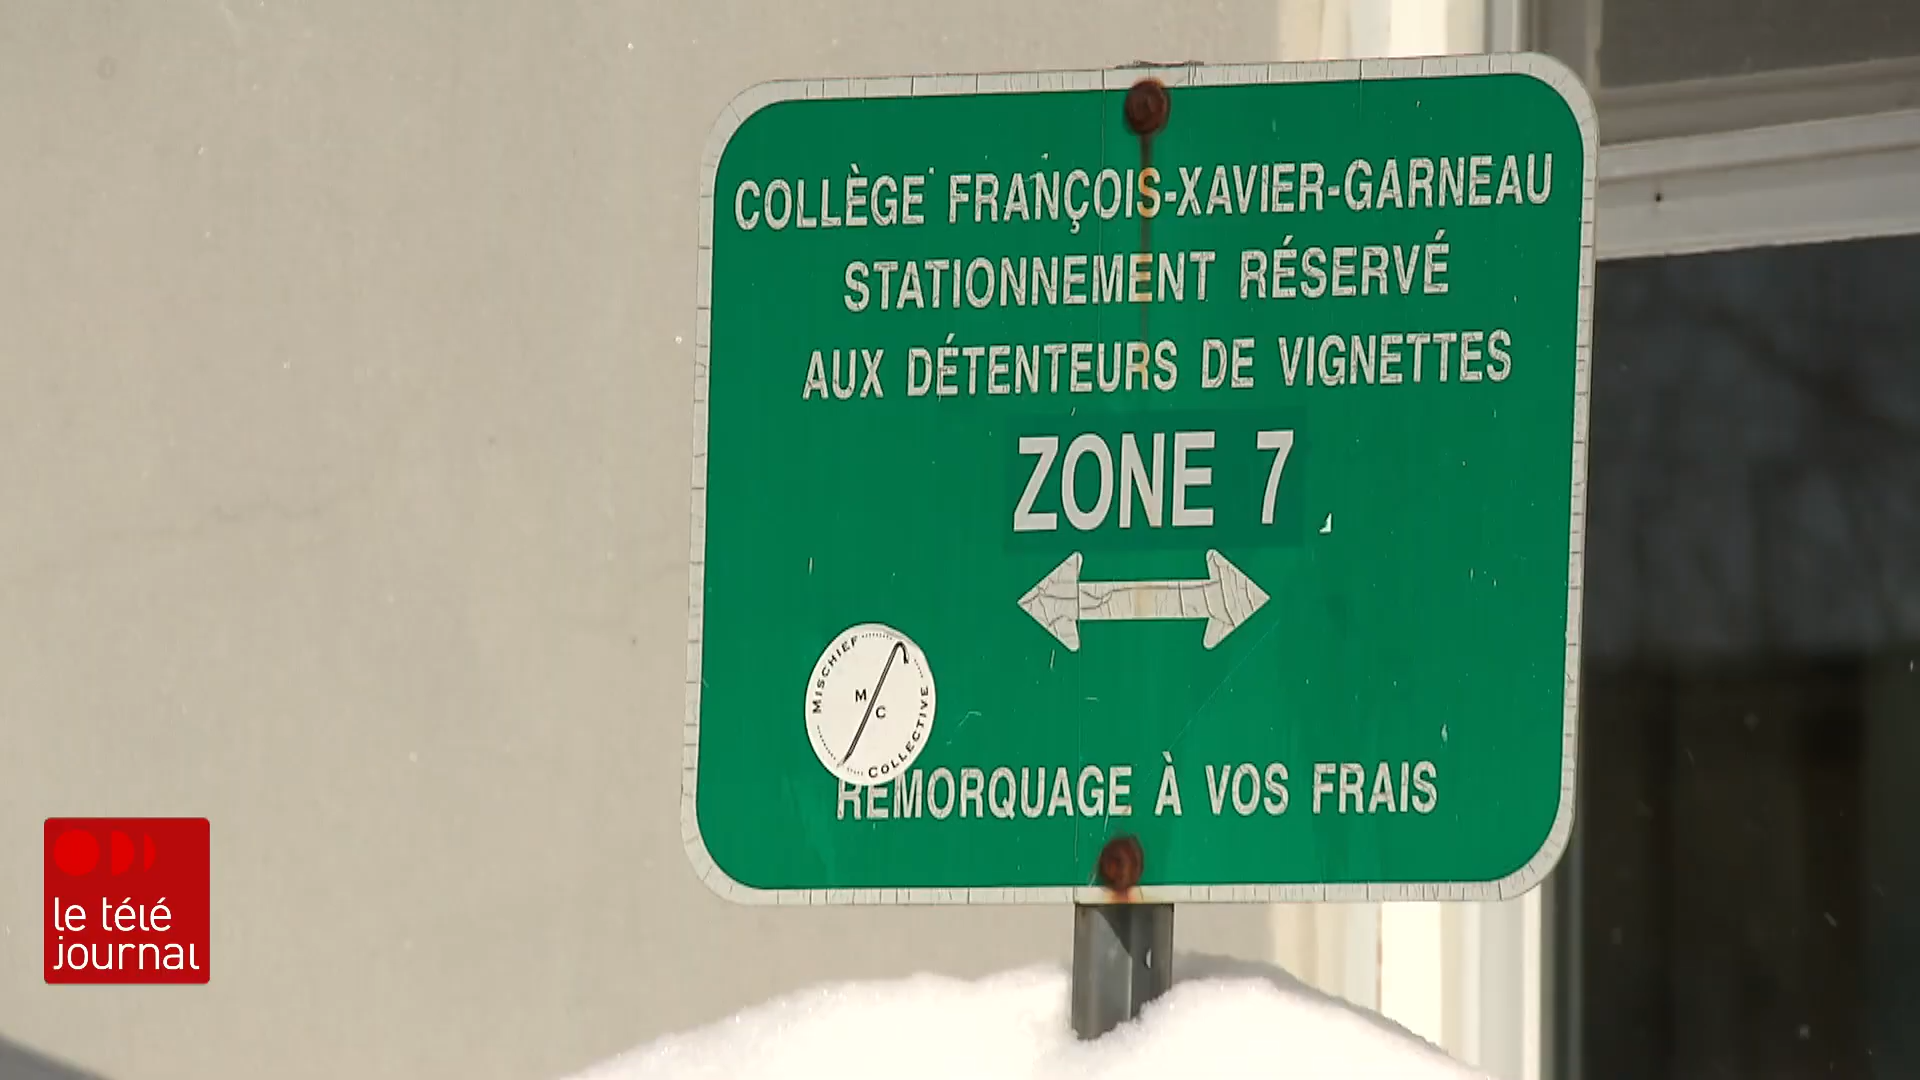 COLLÈGE FRANÇOIS-XAVIER-GARNEAU
STATIONNEMENT RÉSERVÉ
AUX DÉTENTEURS DE VIGNETTES
ZONE 7
MISCHIEF
M
C
COLLECTIVE
REMORQUAGE À VOS FRAIS
le télé
journal